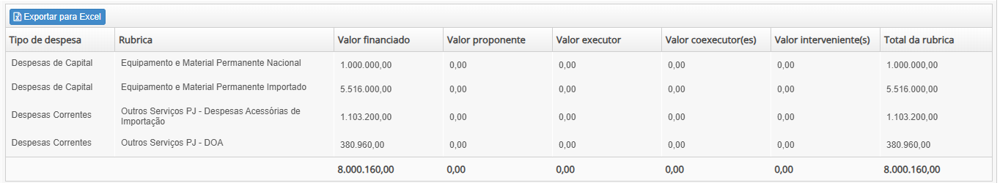 Exportar para Excel
Tipo de despesa Rubrica Valor financiado Valor proponente Valor executor Valor coexecutor(es) Valor interveniente(s) Total da rubrica
Despesas de Capital Equipamento e Material Permanente Nacional 1.000.000,00 0,00 0,00 0,00 0,00 1.000.000,00
Despesas de Capital Equipamento e Material Permanente Importado 5.516.000,00 0,00 0,00 0,00 0,00 5.516.000,00
Despesas Correntes Outros Serviços PJ - Despesas Acessórias de
Importação 1.103.200,00 0,00 0,00 0,00 0,00 1.103.200,00
Despesas Correntes Outros Serviços PJ - DOA 380.960,00 0,00 0,00 0,00 0,00 380.960,00
8.000.160,00 0,00 0,00 0,00 0,00 8.000.160,00